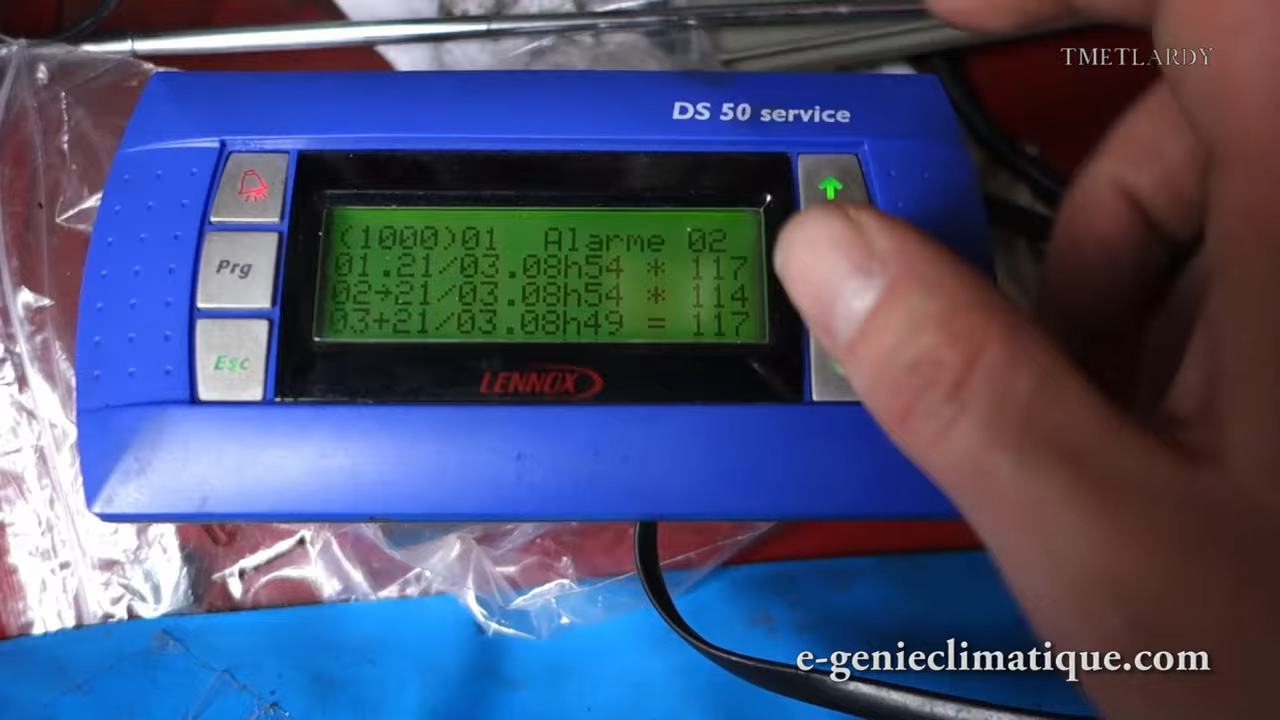 TMETLARDY
DS 50 service
(1000)01 Alarme 02
01.21/03.08h54 * 117
02→21/03.08h54 * 114
03+21/03.08h49 = 117
Prg
Esc
LENNOX
e-genieclimatique.com